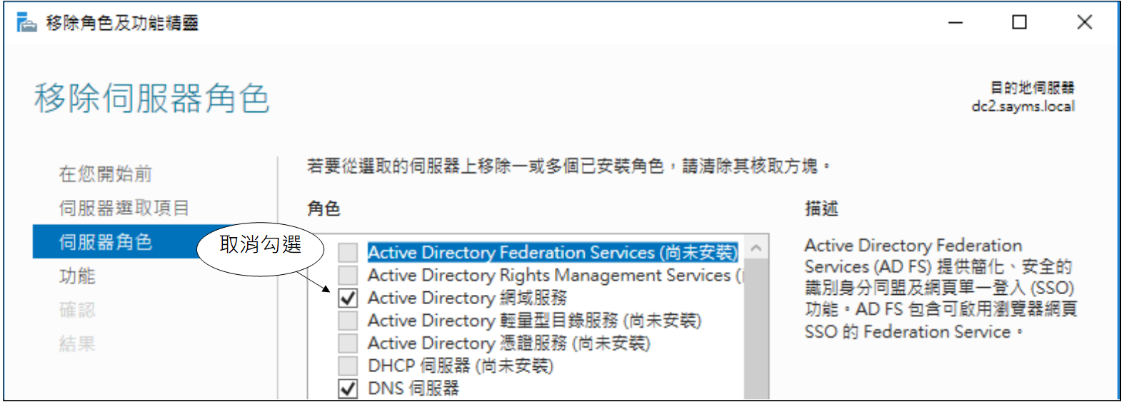 移除角色及功能精靈
移除伺服器角色
目的地伺服器
dc2.sayms.local
在您開始前
伺服器選取項目
伺服器角色
功能
確認
結果
取消勾選
若要從選取的伺服器上移除一或多個已安裝角色，請清除其核取方塊。
角色
Active Directory Federation Services (尚未安裝)
Active Directory Rights Management Services (
Active Directory 網域服務
Active Directory 輕量型目錄服務 (尚未安裝)
Active Directory 憑證服務 (尚未安裝)
DHCP 伺服器 (尚未安裝)
DNS 伺服器
描述
Active Directory Federation
Services (AD FS) 提供簡化、安全的
識別身分同盟及網頁單一登入 (SSO)
功能。AD FS 包含可啟用瀏覽器網頁
SSO 的 Federation Service。